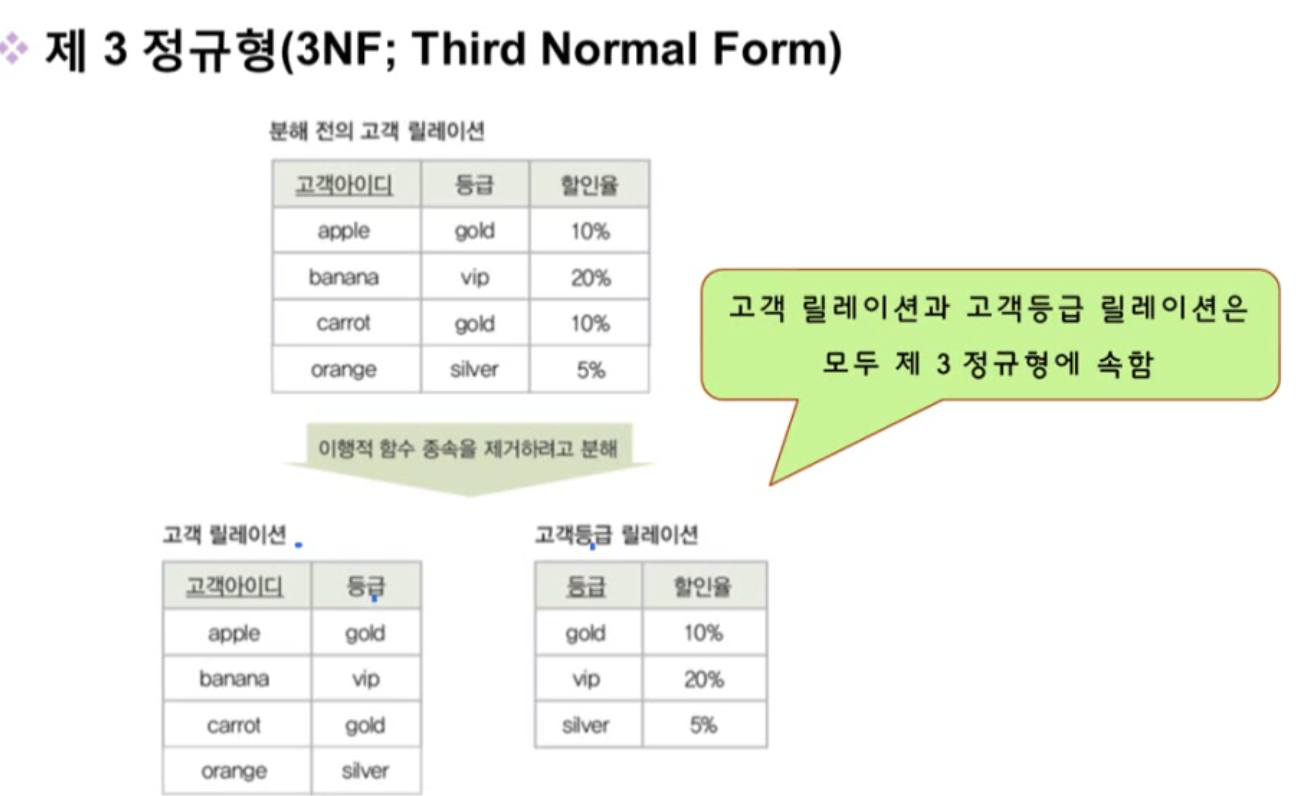 제 3 정규형(3NF; Third Normal Form)
분해 전의 고객 릴레이션
고객아이디 등급 할인율
apple gold 10%
banana vip 20%
carrot gold 10%
orange silver 5%
고객 릴레이션과 고객등급 릴레이션은
모두 제 3 정규형에 속함
이행적 함수 종속을 제거하려고 분해
고객 릴레이션
고객아이디 등급
apple gold
banana vip
carrot gold
orange silver
고객등급 릴레이션
등급 할인율
gold 10%
vip 20%
silver 5%